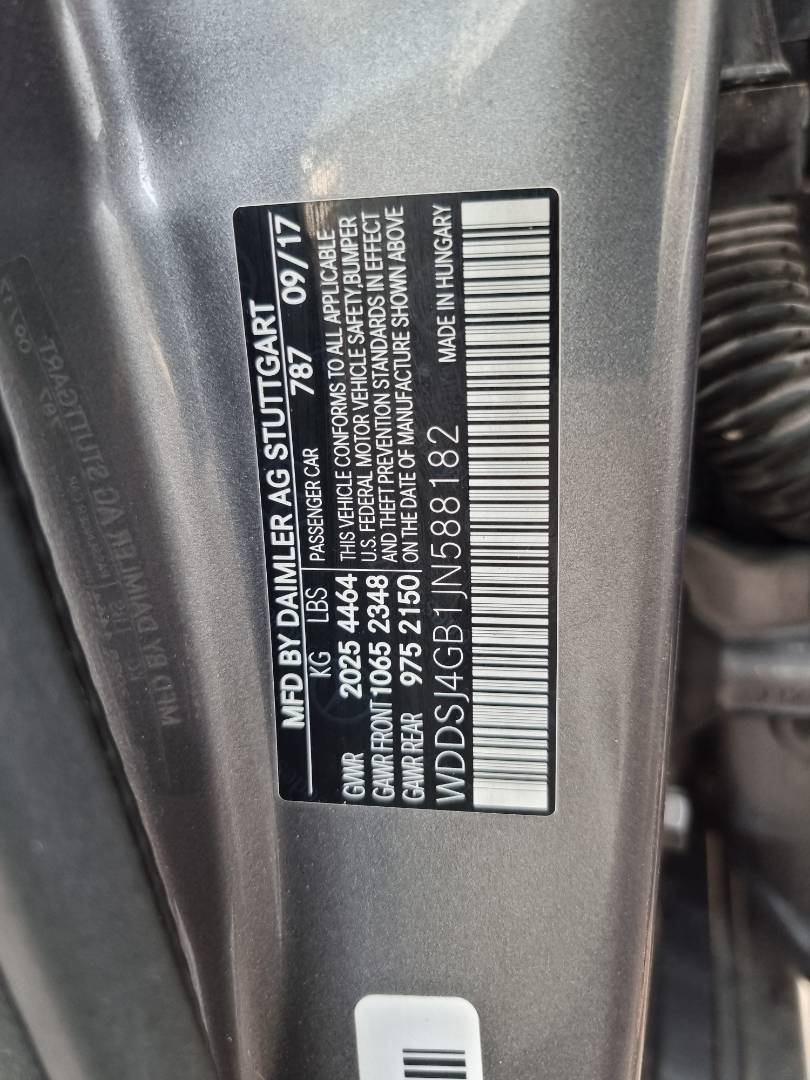 MFD BY DAIMLER AG STUTTGART
KG LBS PASSENGER CAR 787 09/17
GVWR 2025 4464 THIS VEHICLE CONFORMS TO ALL APPLICABLE
GAWR FRONT 1065 2348 U.S. FEDERAL MOTOR VEHICLE SAFETY,BUMPER
GAWR REAR 975 2150 AND THEFT PREVENTION STANDARDS IN EFFECT
ON THE DATE OF MANUFACTURE SHOWN ABOVE
WDDSJ4GB1JN588182 MADE IN HUNGARY